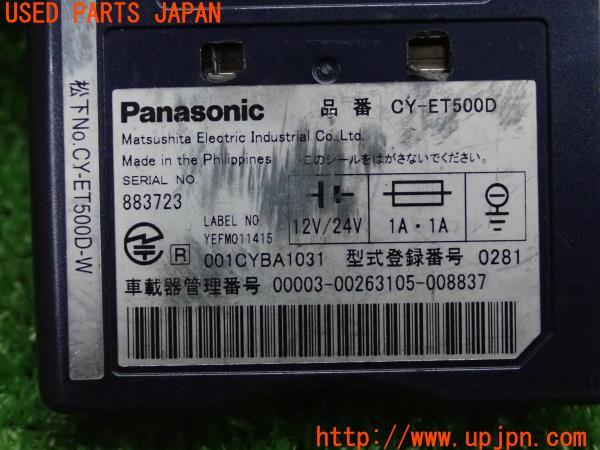 USED PARTS JAPAN
松下No.CY-ET500D-W
Panasonic 品番 CY-ET500D
Matsushita Electric Industrial Co.,Ltd.
Made in the Philippines ・このシールをはがさないでください。
SERIAL NO.
883723
LABEL NO.
YEFM011415
12V/24V 1A・1A
R 001CYBA1031 型式登録番号 0281
車載器管理番号 00003-00263105-008837
UPJ http://www.upjpn.com